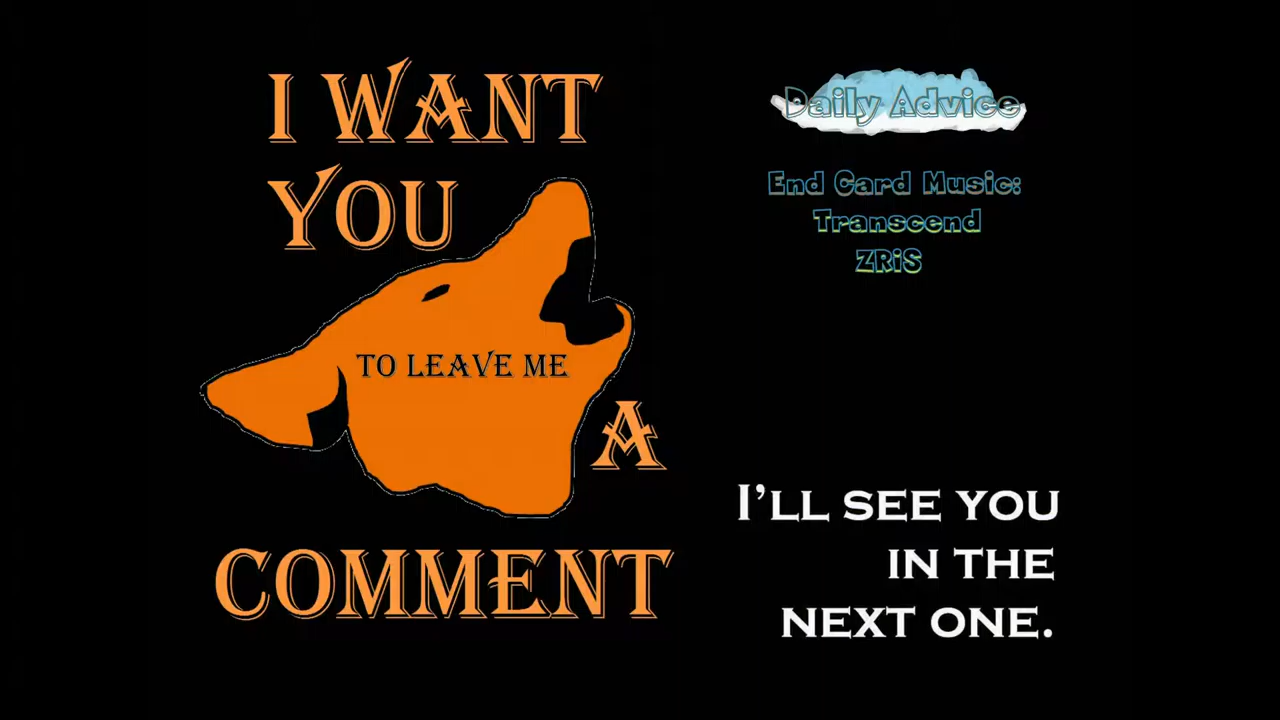 I WANT
YOU
TO LEAVE ME
A
COMMENT
Daily Advice
End Card Music:
Transcend
ZRiS
I'LL SEE YOU
IN THE
NEXT ONE.